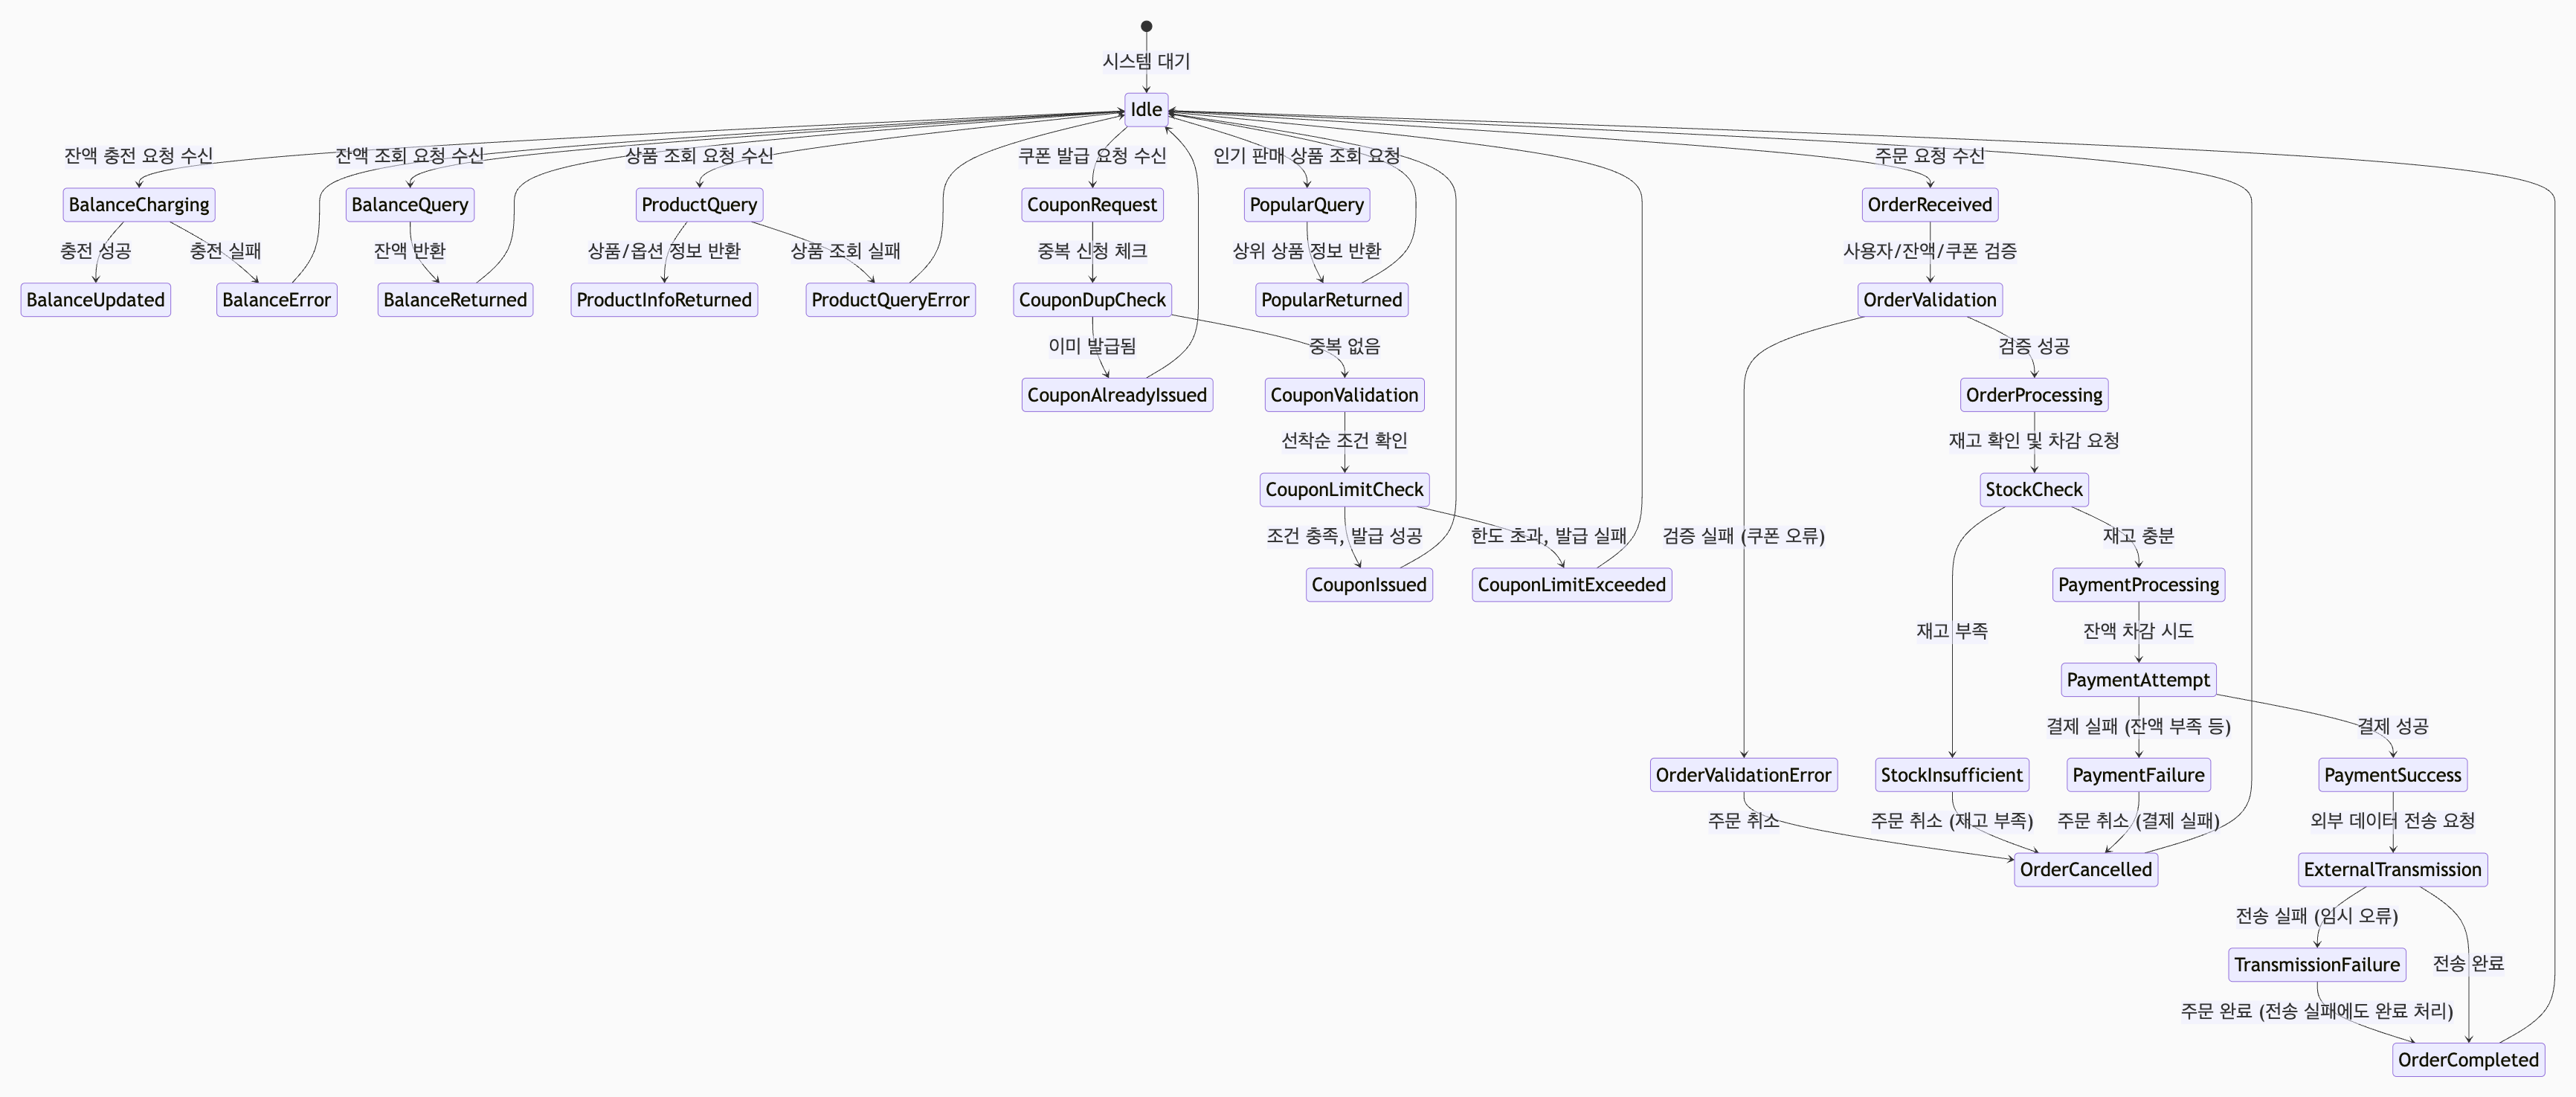 시스템 대기
Idle
잔액 충전 요청 수신
잔액 조회 요청 수신
상품 조회 요청 수신
쿠폰 발급 요청 수신
인기 판매 상품 조회 요청
주문 요청 수신
BalanceCharging
BalanceQuery
ProductQuery
CouponRequest
PopularQuery
OrderReceived
충전 성공
충전 실패
잔액 반환
상품/옵션 정보 반환
상품 조회 실패
중복 신청 체크
상위 상품 정보 반환
사용자/잔액/쿠폰 검증
BalanceUpdated
BalanceError
BalanceReturned
ProductInfoReturned
ProductQueryError
CouponDupCheck
PopularReturned
OrderValidation
이미 발급됨
중복 없음
검증 성공
CouponAlreadyIssued
CouponValidation
OrderProcessing
선착순 조건 확인
재고 확인 및 차감 요청
CouponLimitCheck
StockCheck
조건 충족, 발급 성공
한도 초과, 발급 실패
검증 실패 (쿠폰 오류)
재고 충분
CouponIssued
CouponLimitExceeded
PaymentProcessing
재고 부족
잔액 차감 시도
PaymentAttempt
결제 실패 (잔액 부족 등)
결제 성공
OrderValidationError
StockInsufficient
PaymentFailure
PaymentSuccess
주문 취소
주문 취소 (재고 부족)
주문 취소 (결제 실패)
외부 데이터 전송 요청
OrderCancelled
ExternalTransmission
전송 실패 (임시 오류)
TransmissionFailure
전송 완료
주문 완료 (전송 실패에도 완료 처리)
OrderCompleted